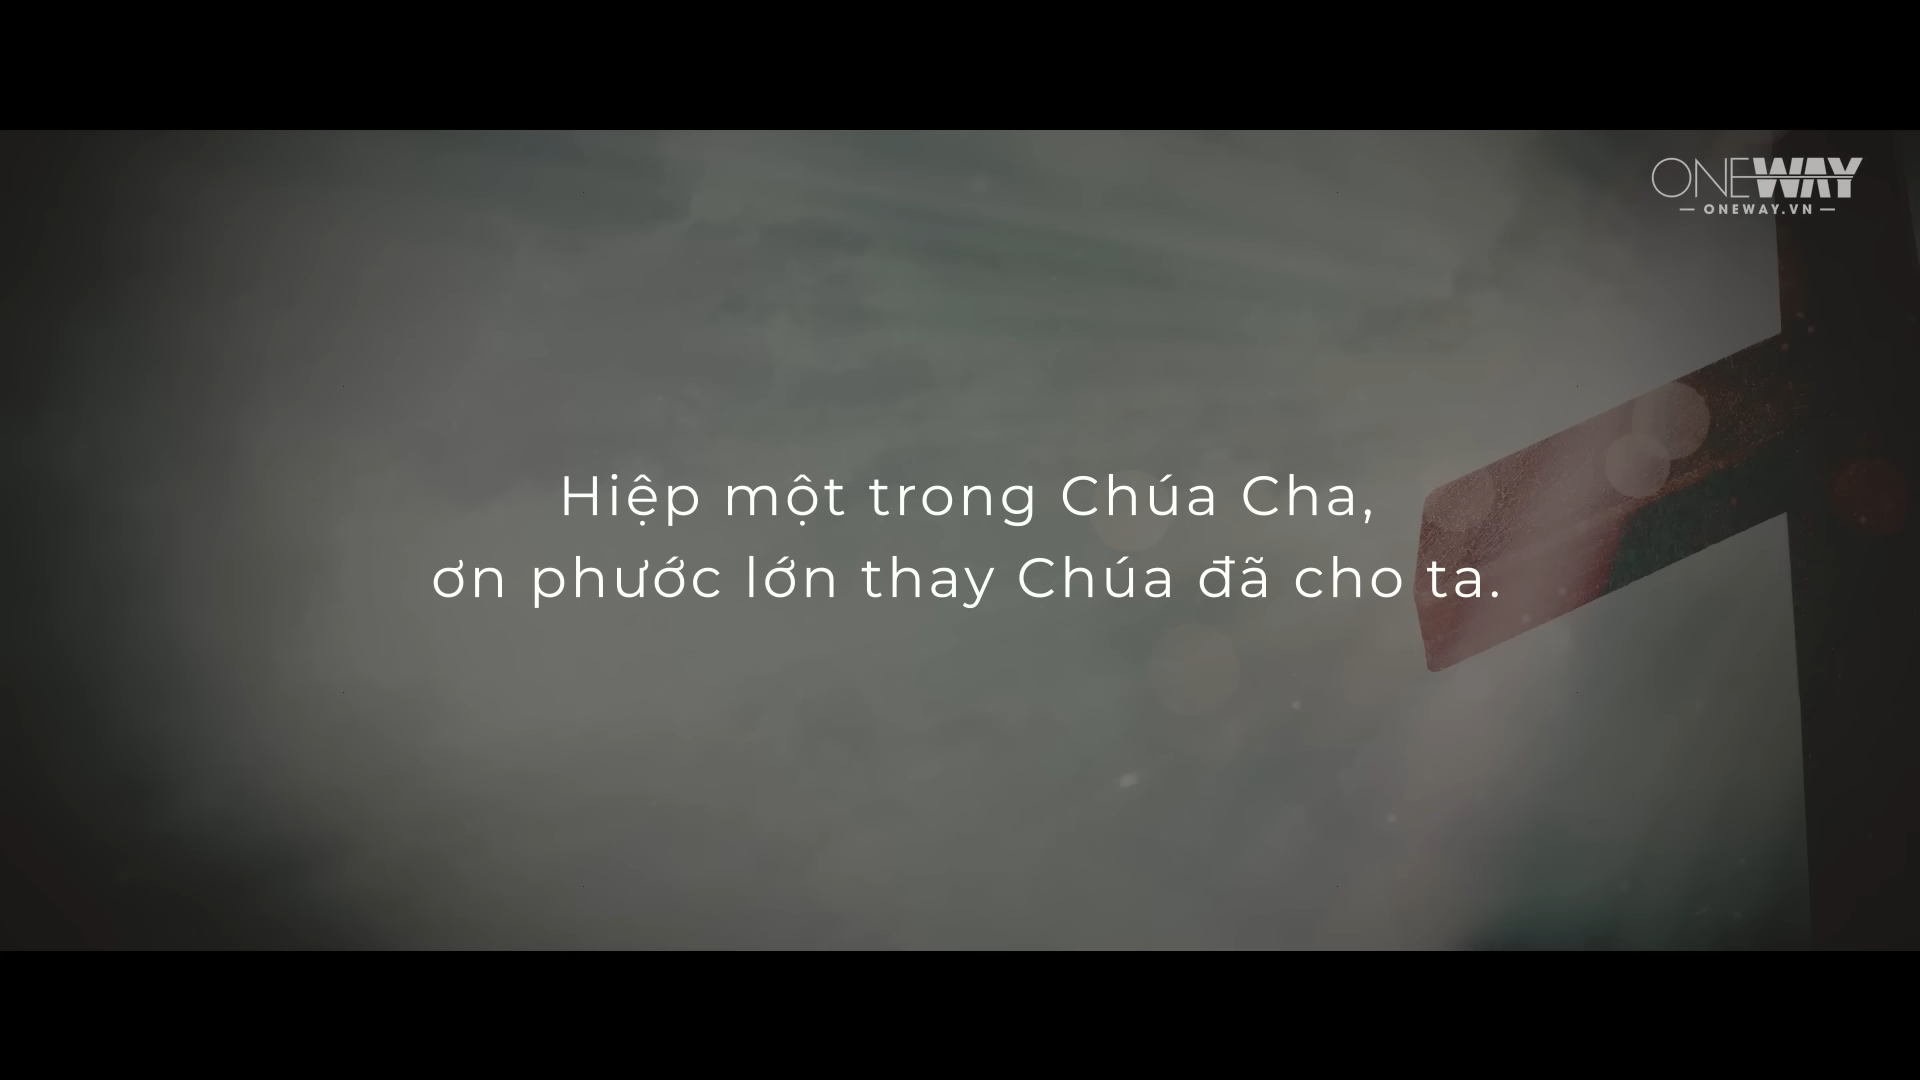 ONEWAY
ONEWAY.VN
Hiệp một trong Chúa Cha,
ơn phước lớn thay Chúa đã cho ta.